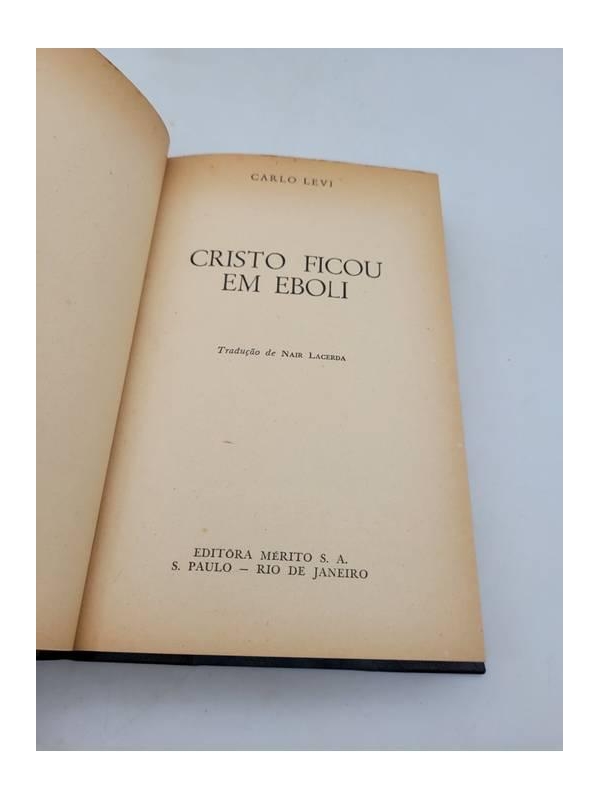 CARLO LEVI
CRISTO FICOU
EM EBOLI
Tradução de NAIR LACERDA
EDITÔRA MÉRITO S. A.
S. PAULO — RIO DE JANEIRO